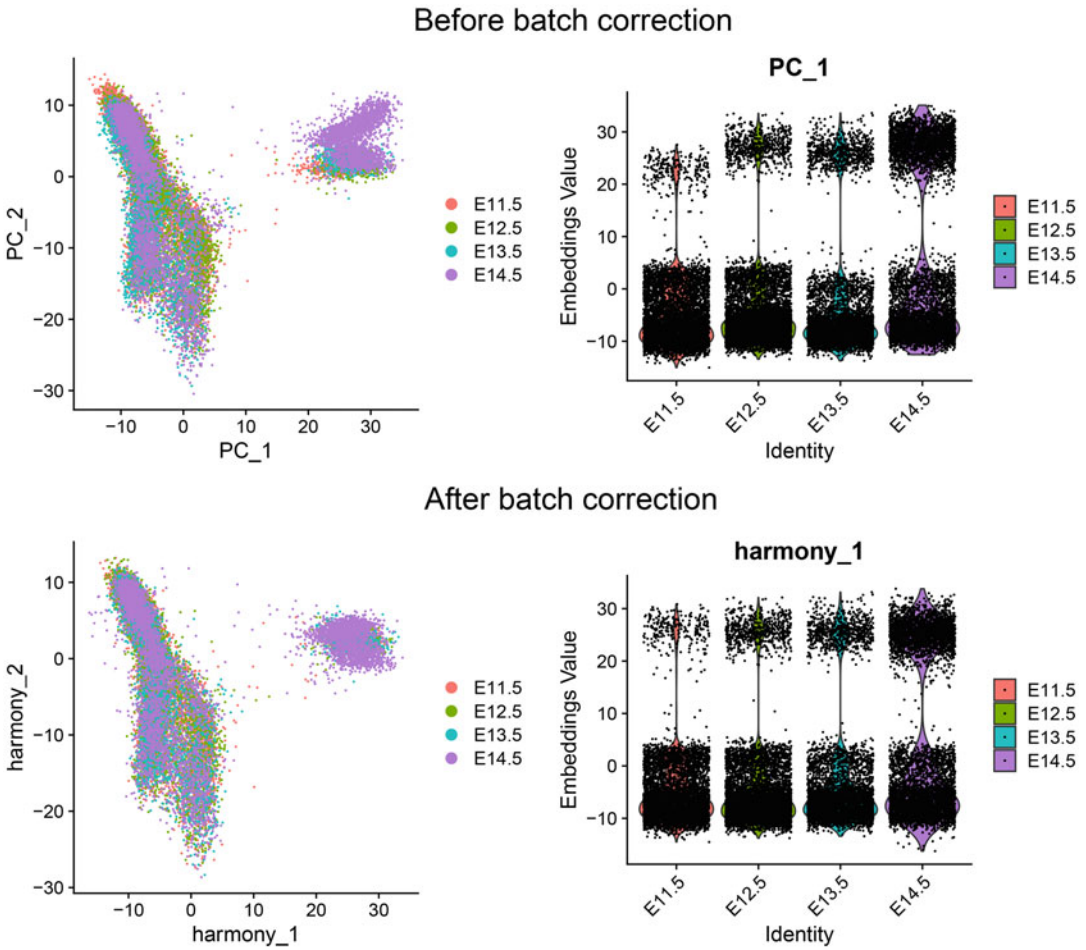 Before batch correction
PC_1
10
0
−10
−20
−30
PC_2
−10
0
10
20
30
PC_1
E11.5
E12.5
E13.5
E14.5
30
20
10
0
−10
Embeddings Value
E11.5
E12.5
E13.5
E14.5
Identity
E11.5
E12.5
E13.5
E14.5
After batch correction
harmony_1
10
0
−10
−20
−30
harmony_2
−10
0
10
20
30
harmony_1
E11.5
E12.5
E13.5
E14.5
30
20
10
0
−10
Embeddings Value
E11.5
E12.5
E13.5
E14.5
Identity
E11.5
E12.5
E13.5
E14.5